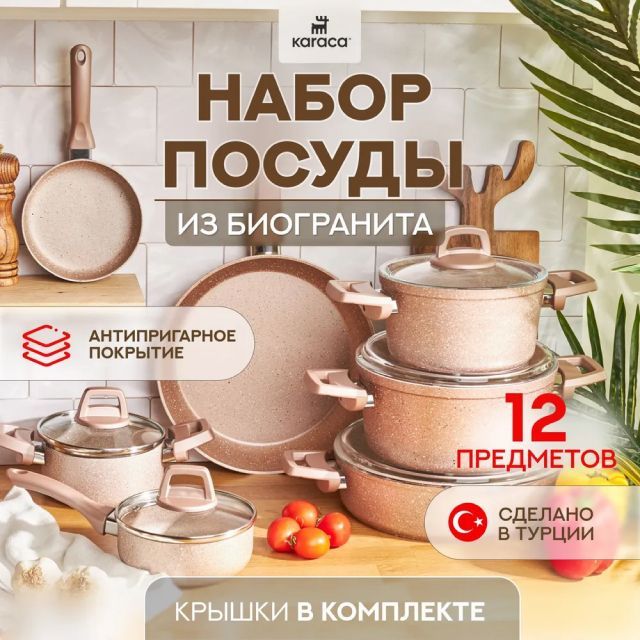 karaca
НАБОР
ПОСУДЫ
ИЗ БИОГРАНИТА
АНТИПРИГАРНОЕ
ПОКРЫТИЕ
12
ПРЕДМЕТОВ
СДЕЛАНО
В ТУРЦИИ
КРЫШКИ В КОМПЛЕКТЕ